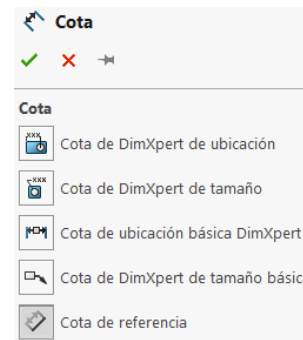 Cota
Cota
Cota de DimXpert de ubicación
Cota de DimXpert de tamaño
Cota de ubicación básica DimXpert
Cota de DimXpert de tamaño básic
Cota de referencia